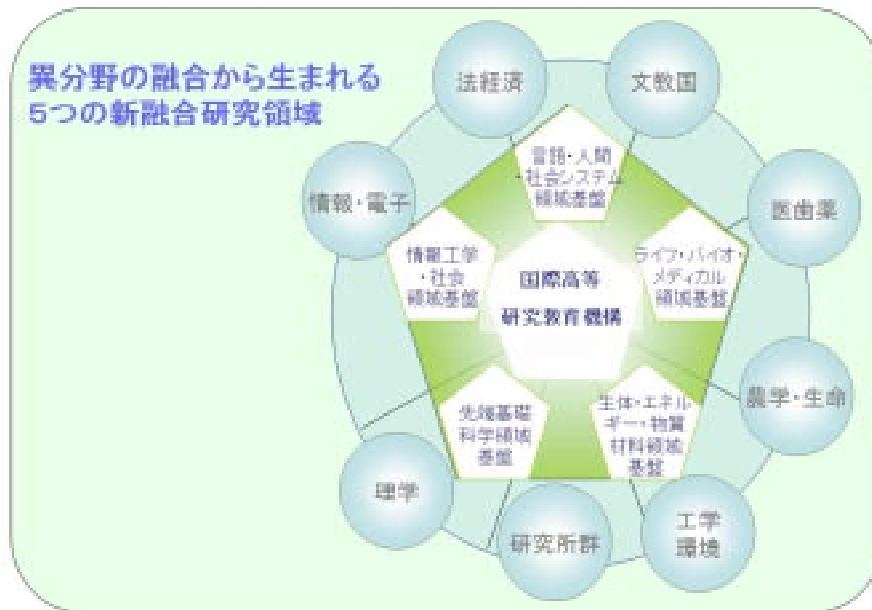 異分野の融合から生まれる
5つの新融合研究領域
法経済
文教国
情報・電子
医歯薬
言語・人間
社会システム
領域基盤
情報工学
・社会
領域基盤
国際高等
研究教育機構
ライフ・バイオ・
メディカル
領域基盤
先端基礎
科学領域
基盤
生体・エネル
ギー・物質
材料領域
基盤
農学・生命
理学
研究所群
工学
環境